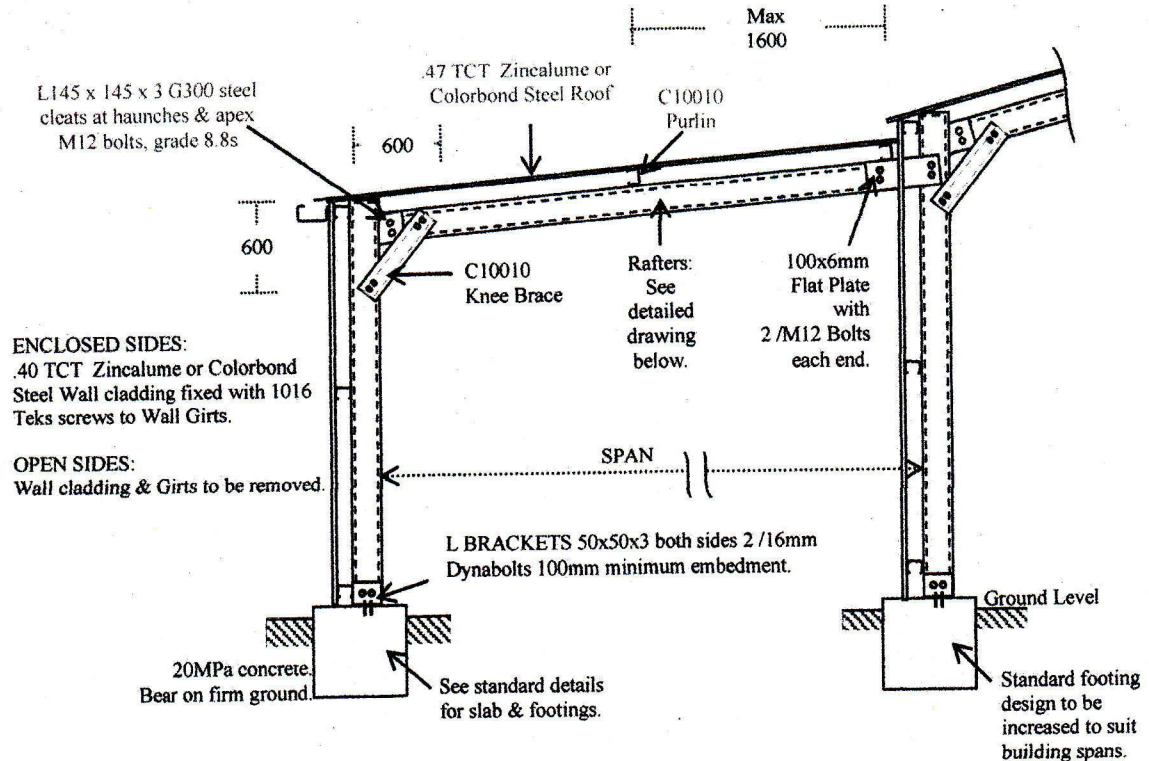 Max
1600
.47 TCT Zincalume or
Colorbond Steel Roof
L145 x 145 x 3 G300 steel
cleats at haunches & apex
M12 bolts, grade 8.8s
C10010
Purlin
600
600
C10010
Knee Brace
Rafters:
See
detailed
drawing
below.
100x6mm
Flat Plate
with
2 /M12 Bolts
each end.
ENCLOSED SIDES:
.40 TCT Zincalume or Colorbond
Steel Wall cladding fixed with 1016
Teks screws to Wall Girts.
OPEN SIDES:
Wall cladding & Girts to be removed.
SPAN
L BRACKETS 50x50x3 both sides 2 /16mm
Dynabolts 100mm minimum embedment.
Ground Level
20MPa concrete.
Bear on firm ground.
See standard details
for slab & footings.
Standard footing
design to be
increased to suit
building spans.